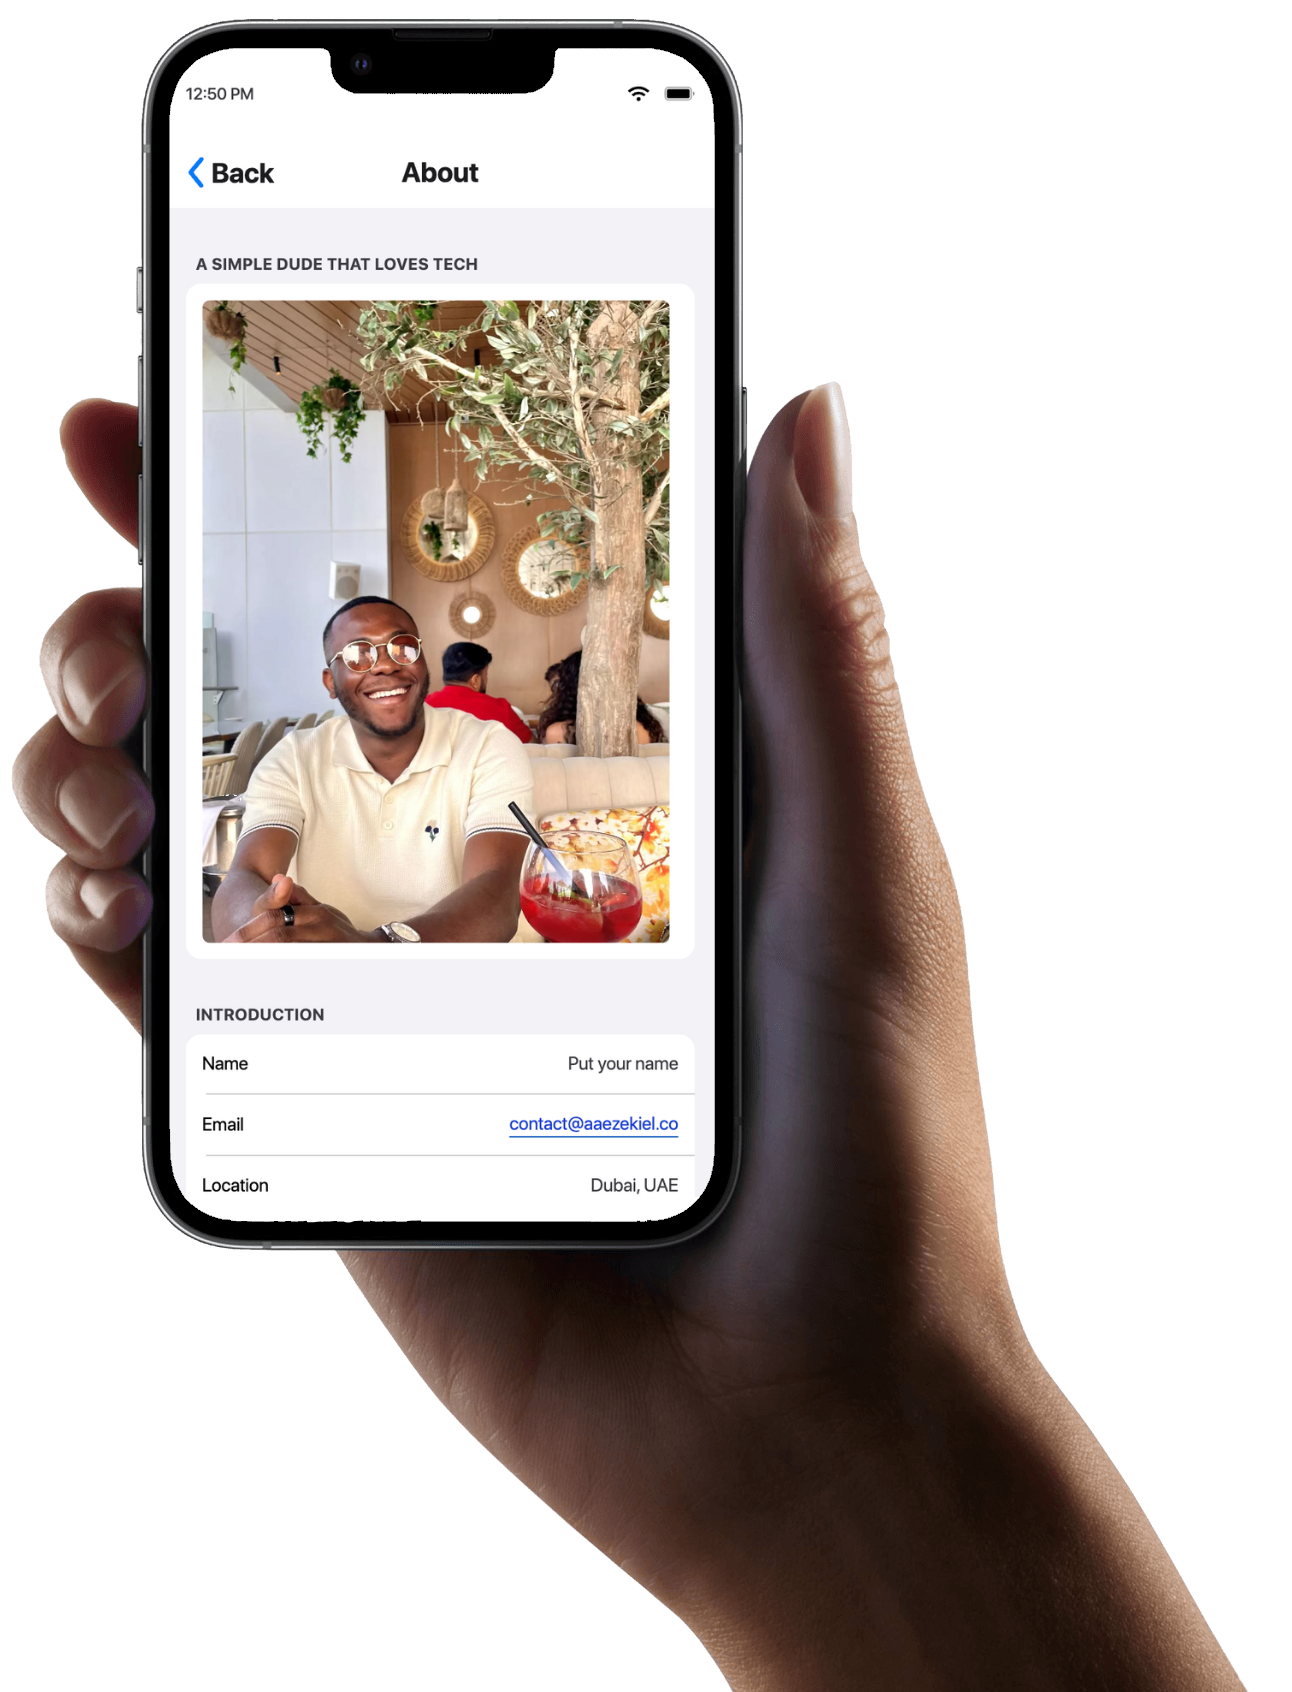 12:50 PM
Back
About
A SIMPLE DUDE THAT LOVES TECH
INTRODUCTION
Name
Put your name
Email
contact@aaezekiel.co
Location
Dubai, UAE